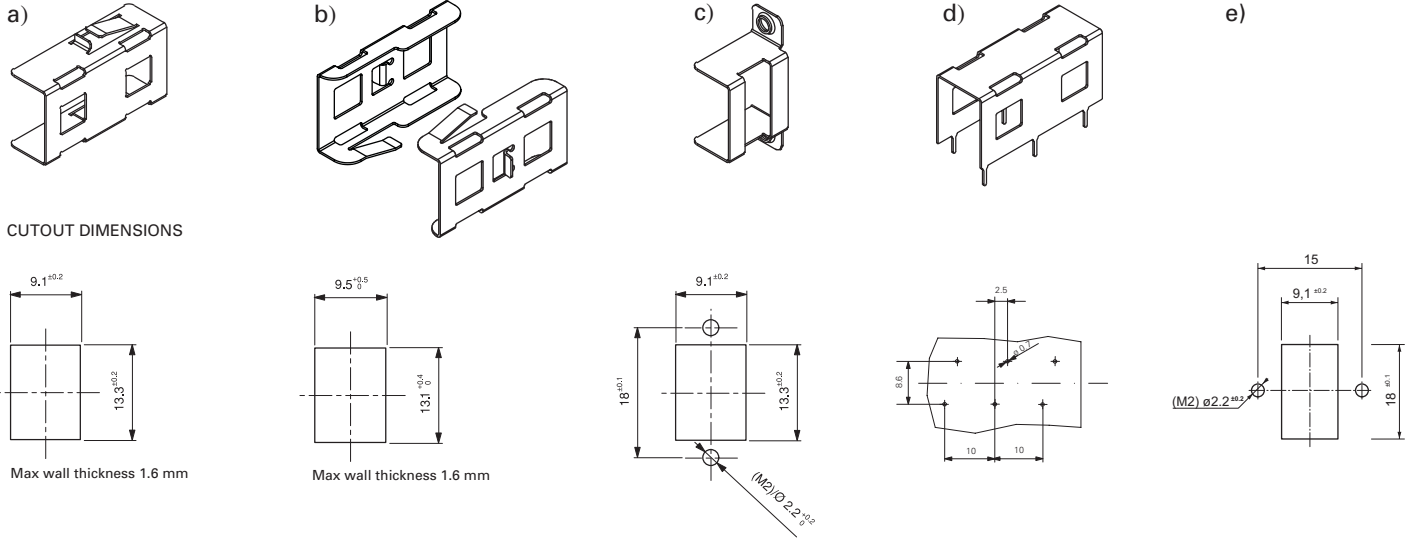 a)
b)
c)
d)
e)
CUTOUT DIMENSIONS
9.1±0.2
13.3±0.2
Max wall thickness 1.6 mm
9.5+0.5 0
13.1+0.4 0
Max wall thickness 1.6 mm
9.1±0.2
18±0.1
13.3±0.2
(M2)/Ø 2.2+0.2 0
2.5
ø 0.7
8.6
10
10
15
9,1 ±0.2
(M2) ø2.2±0.2
18 ±0.1